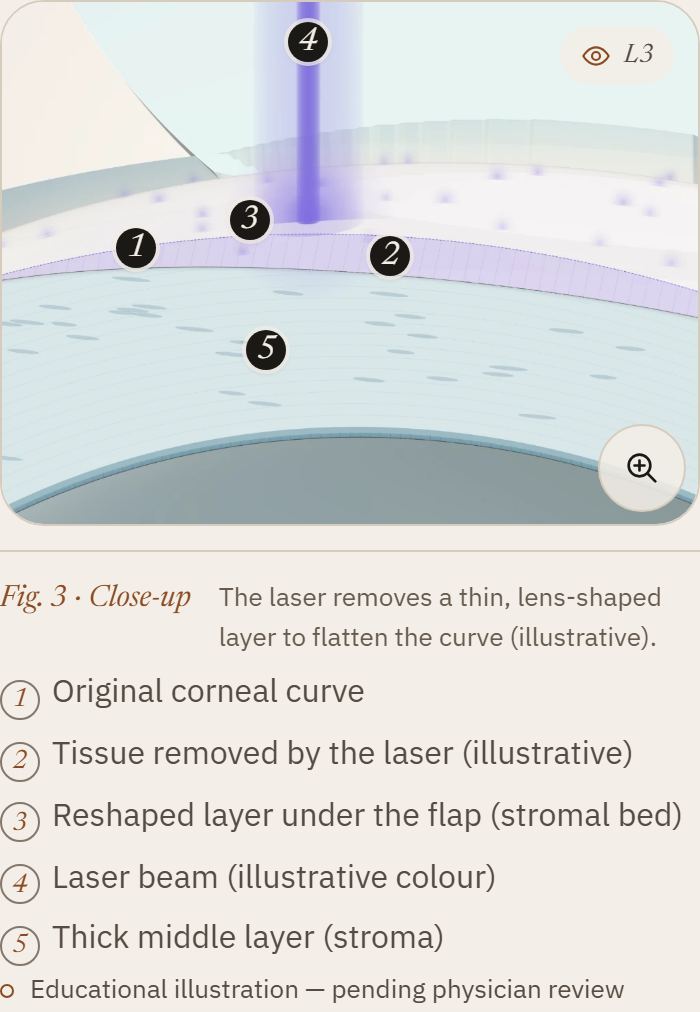 4
L3
3
1
2
5
Fig. 3 · Close-up
The laser removes a thin, lens-shaped
layer to flatten the curve (illustrative).
1 Original corneal curve
2 Tissue removed by the laser (illustrative)
3 Reshaped layer under the flap (stromal bed)
4 Laser beam (illustrative colour)
5 Thick middle layer (stroma)
Educational illustration — pending physician review